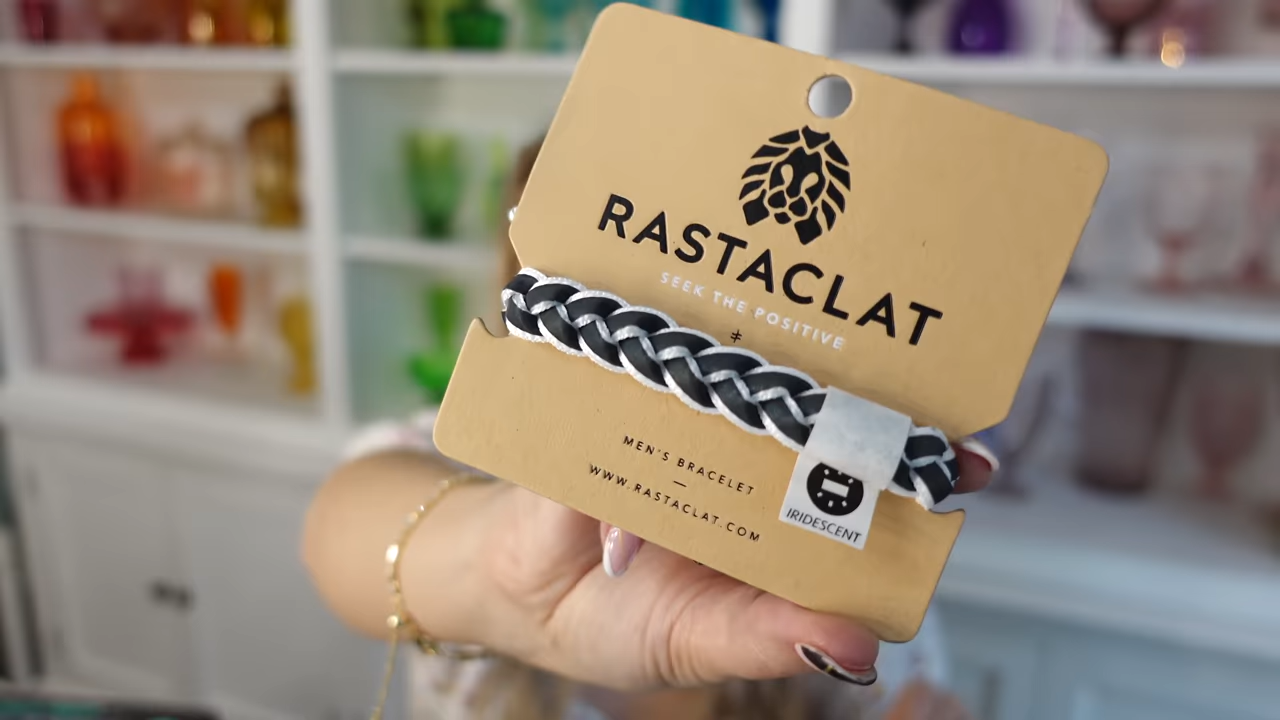 RASTACLAT
SEEK THE POSITIVE
MEN'S BRACELET
—
WWW.RASTACLAT.COM
IRIDESCENT